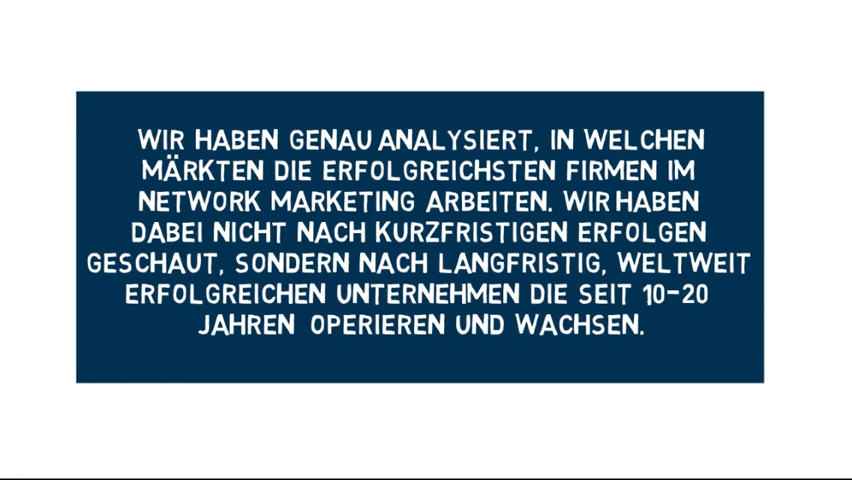 WIR HABEN GENAU ANALYSIERT, IN WELCHEN
MÄRKTEN DIE ERFOLGREICHSTEN FIRMEN IM
NETWORK MARKETING ARBEITEN. WIR HABEN
DABEI NICHT NACH KURZFRISTIGEN ERFOLGEN
GESCHAUT, SONDERN NACH LANGFRISTIG, WELTWEIT
ERFOLGREICHEN UNTERNEHMEN DIE SEIT 10-20
JAHREN OPERIEREN UND WACHSEN.